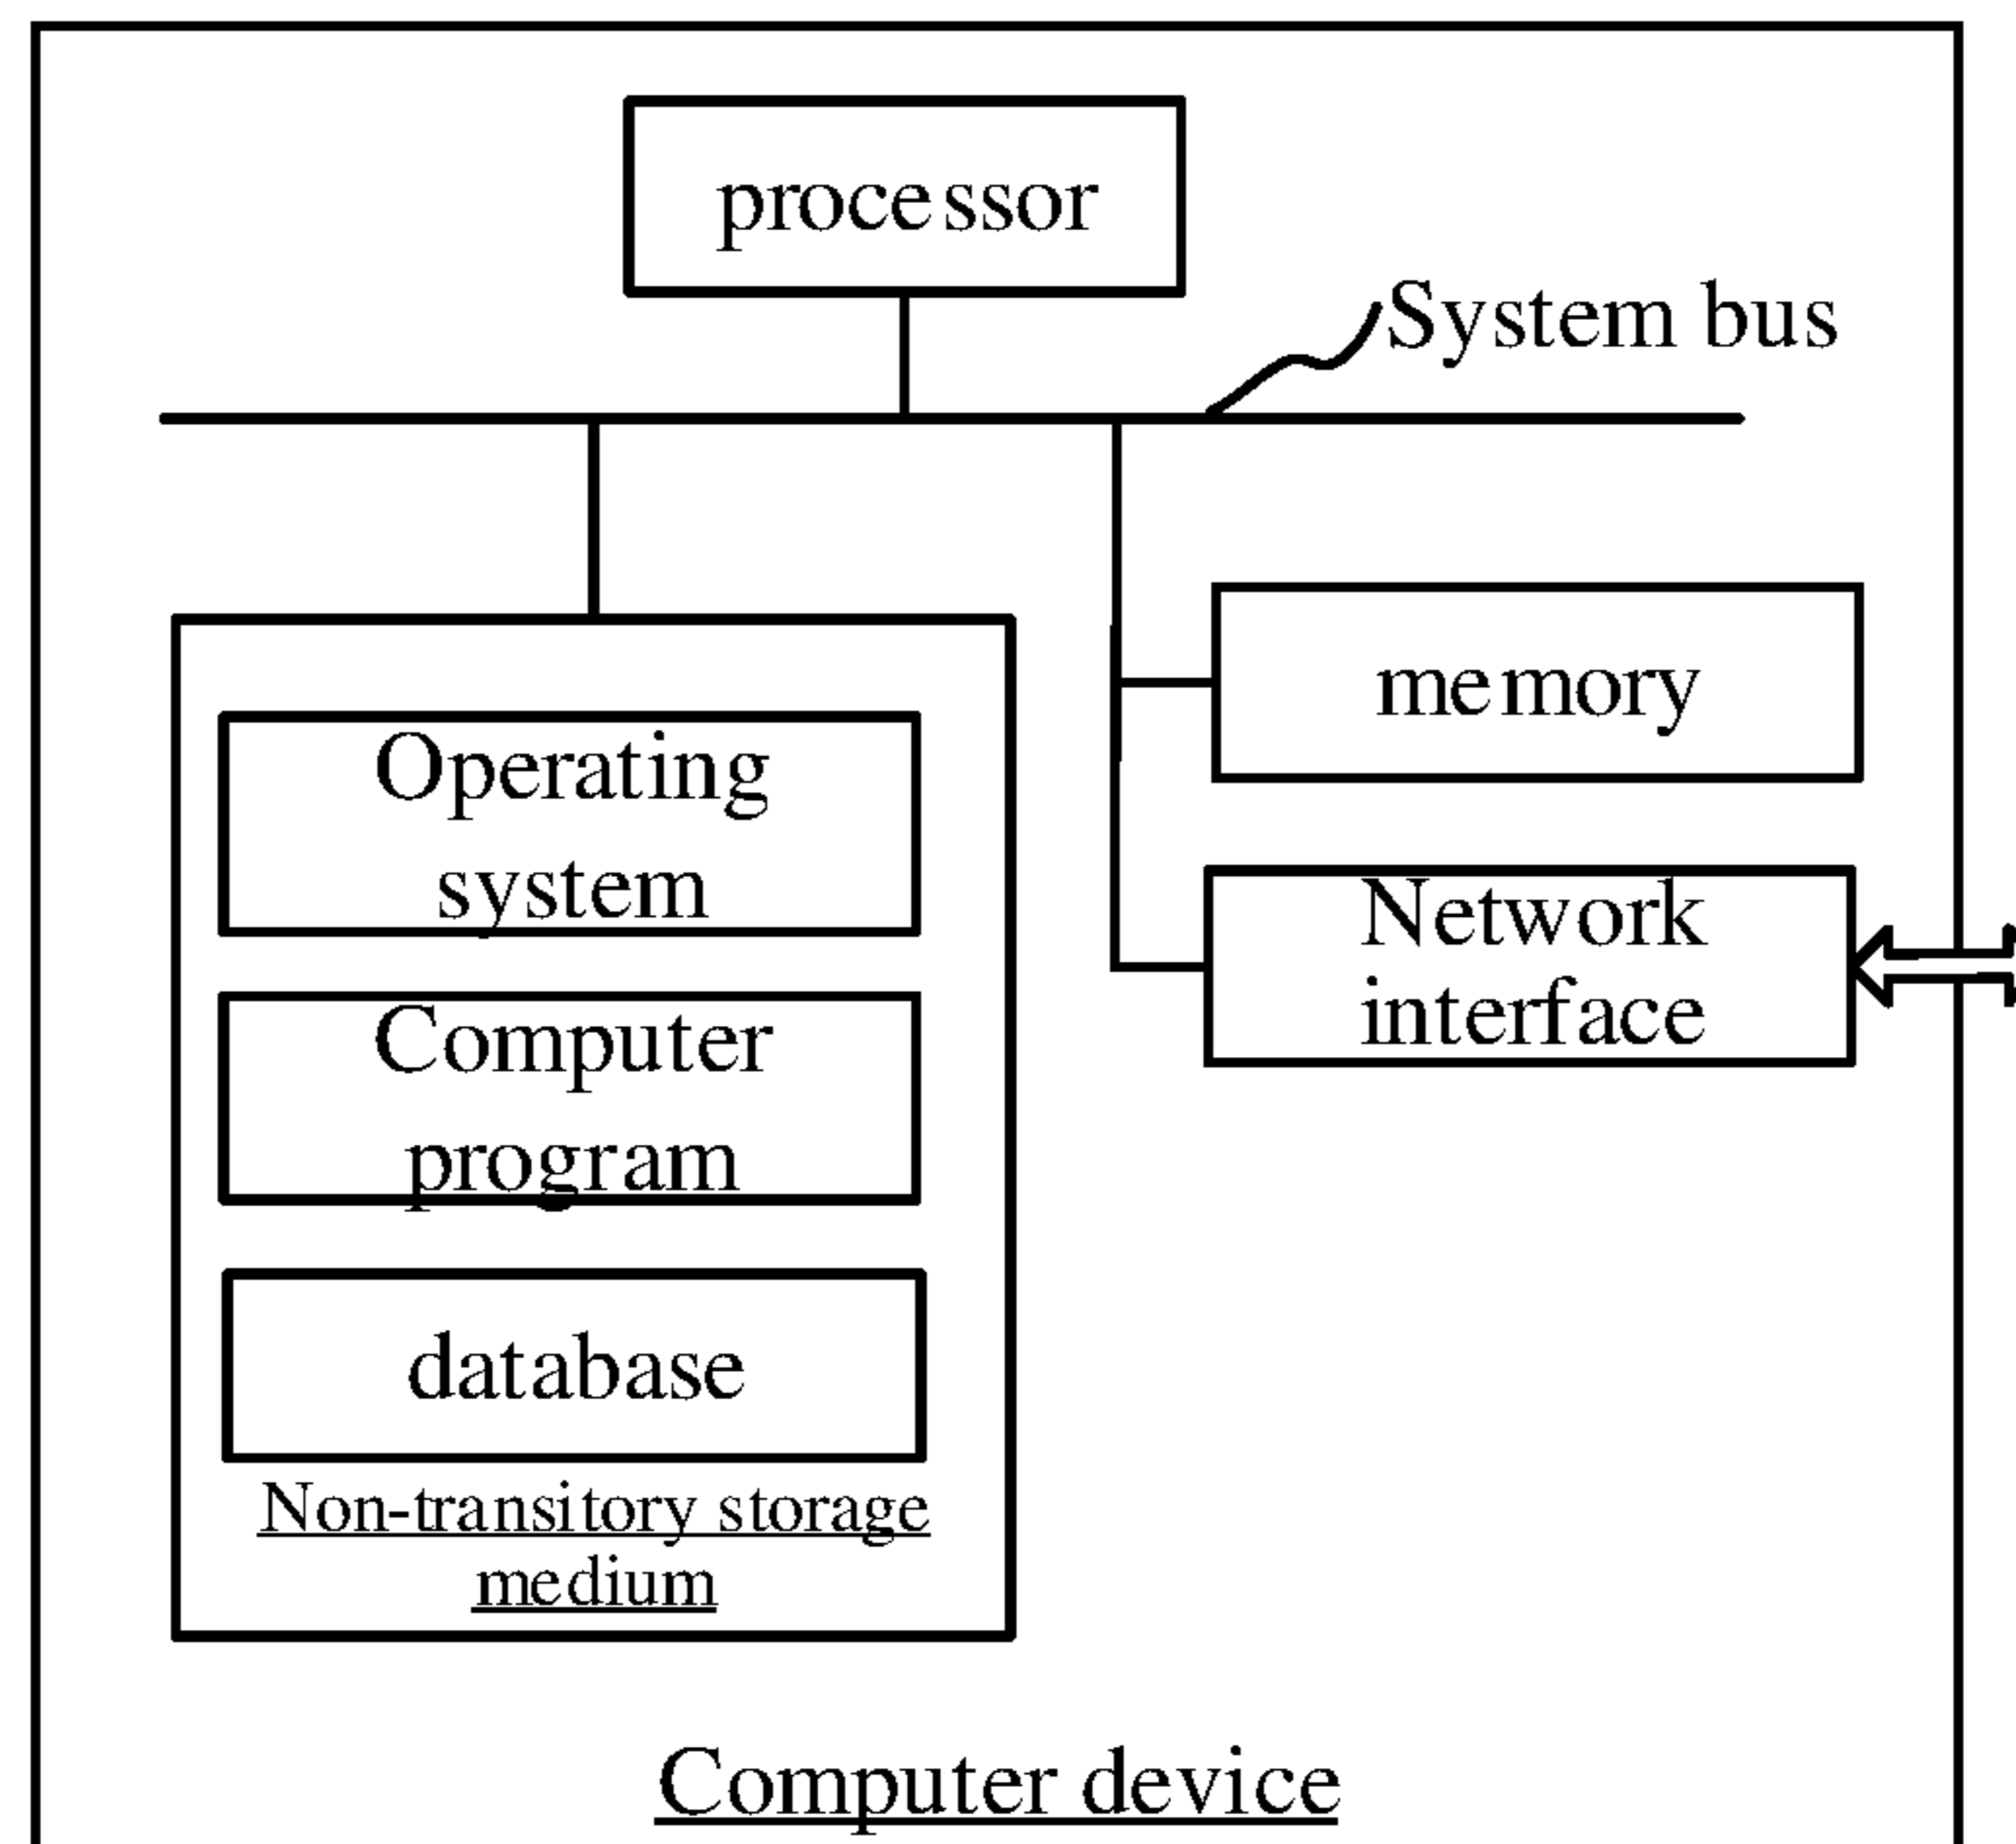 processor
System bus
memory
Operating
system
Network
interface
Computer
program
database
Non-transitory storage
medium
Computer device